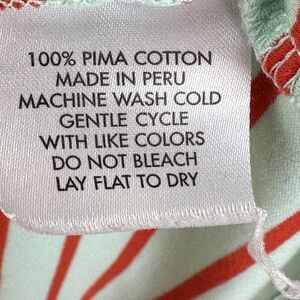 100% PIMA COTTON
MADE IN PERU
MACHINE WASH COLD
GENTLE CYCLE
WITH LIKE COLORS
DO NOT BLEACH
LAY FLAT TO DRY